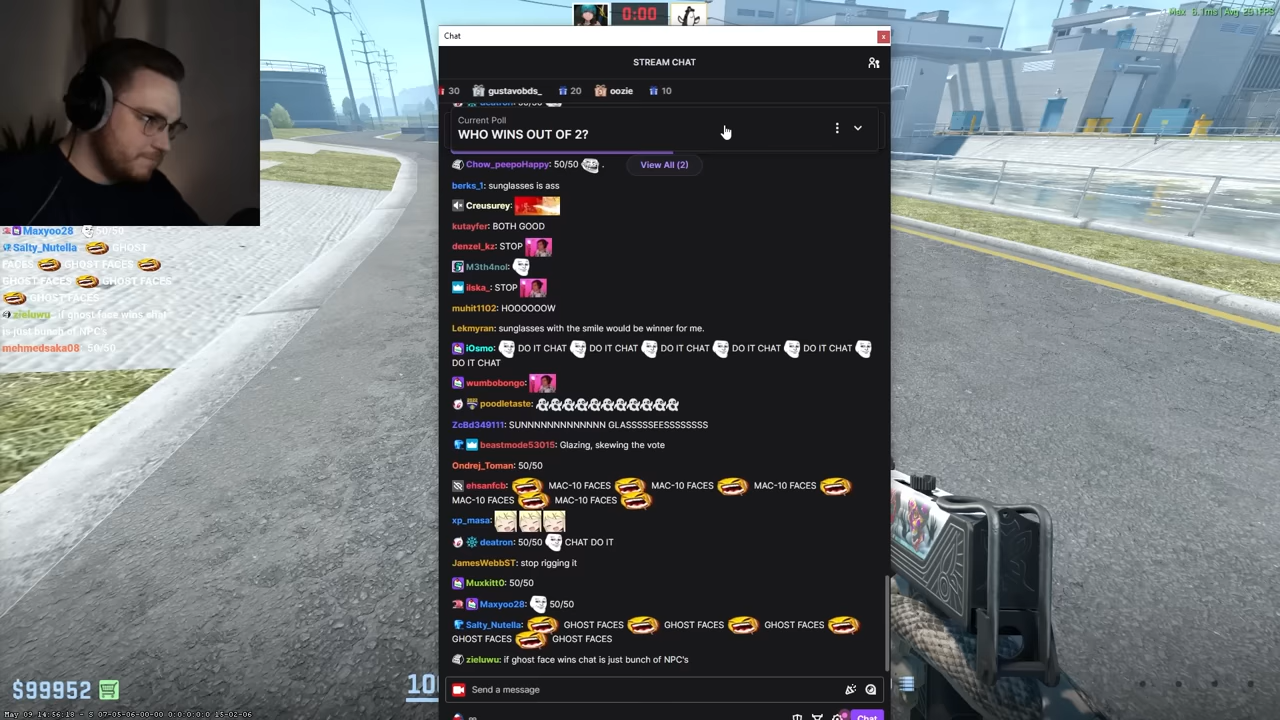 0:00
Chat
STREAM CHAT
30 gustavobds_ 20 oozie 10
deatron: 50/50
Current Poll
WHO WINS OUT OF 2?
Chow_peepoHappy: 50/50 .
View All (2)
berks_1: sunglasses is ass
Creusurey:
kutayfer: BOTH GOOD
denzel_kz: STOP
M3th4nol:
ilska_: STOP
muhit1102: HOOOOOOW
Lekmyran: sunglasses with the smile would be winner for me.
iOsmo: DO IT CHAT DO IT CHAT DO IT CHAT DO IT CHAT DO IT CHAT
DO IT CHAT
wumbobongo:
poodletaste:
ZcBd349111: SUNNNNNNNNNNNN GLASSSSSEESSSSSSSS
beastmode53015: Glazing, skewing the vote
Ondrej_Toman: 50/50
ehsanfcb: MAC-10 FACES MAC-10 FACES MAC-10 FACES
MAC-10 FACES MAC-10 FACES
xp_masa:
deatron: 50/50 CHAT DO IT
JamesWebbST: stop rigging it
Muxkitt0: 50/50
Maxyoo28: 50/50
Salty_Nutella: GHOST FACES GHOST FACES GHOST FACES
GHOST FACES GHOST FACES
zieluwu: if ghost face wins chat is just bunch of NPC's
Send a message
Chat
Maxyoo28 50/50
Salty_Nutella GHOST
FACES GHOST FACES
GHOST FACES GHOST FACES
GHOST FACES
zieluwu: if ghost face wins chat
is just bunch of NPC's
mehmedsaka08 50/50
$99952
10